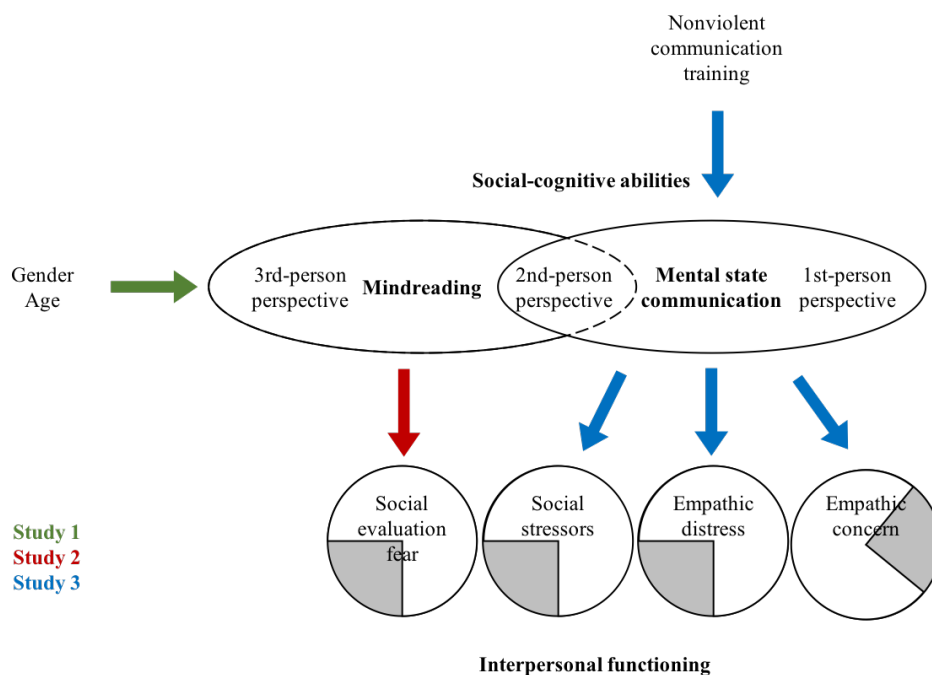 Nonviolent
communication
training
Social-cognitive abilities
Gender
Age
3rd-person
perspective
Mindreading
2nd-person
perspective
Mental state
communication
1st-person
perspective
Social
evaluation
fear
Social
stressors
Empathic
distress
Empathic
concern
Study 1
Study 2
Study 3
Interpersonal functioning